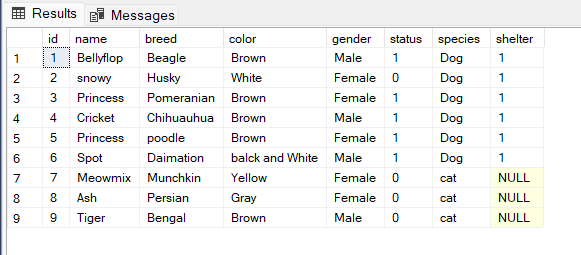 Results Messages
id name breed color gender status species shelter
1 1 Bellyflop Beagle Brown Male 1 Dog 1
2 2 snowy Husky White Female 0 Dog 1
3 3 Princess Pomeranian Brown Female 1 Dog 1
4 4 Cricket Chihuauhua Brown Male 1 Dog 1
5 5 Princess poodle Brown Female 1 Dog 1
6 6 Spot Daimation balck and White Male 1 Dog 1
7 7 Meowmix Munchkin Yellow Female 0 cat NULL
8 8 Ash Persian Gray Female 0 cat NULL
9 9 Tiger Bengal Brown Male 0 cat NULL